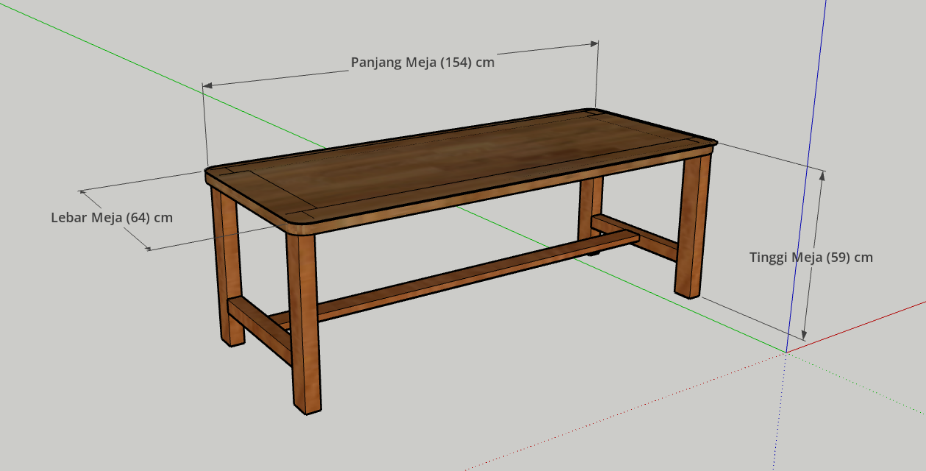 Panjang Meja (154) cm
Lebar Meja (64) cm
Tinggi Meja (59) cm